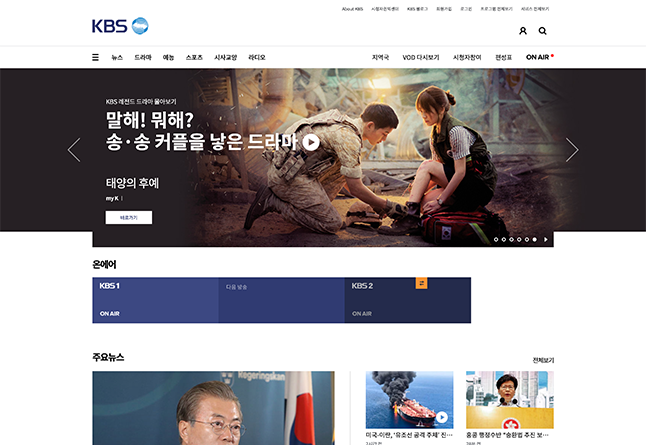 About KBS 시청자권익센터 KBS 블로그 회원가입 로그인 프로그램 전체보기 서비스 전체보기
KBS
뉴스 드라마 예능 스포츠 시사교양 라디오 지역국 VOD 다시보기 시청자참여 편성표 ON AIR
KBS 레전드 드라마 몰아보기
말해! 뭐해?
송·송 커플을 낳은 드라마
태양의 후예
my K
바로가기
온에어
KBS 1 다음 방송 KBS 2
ON AIR ON AIR
주요뉴스 전체보기
Kegeringskansli
미국-이란, '유조선 공격 주체' 진…
홍콩 행정수반 "송환법 추진 보…